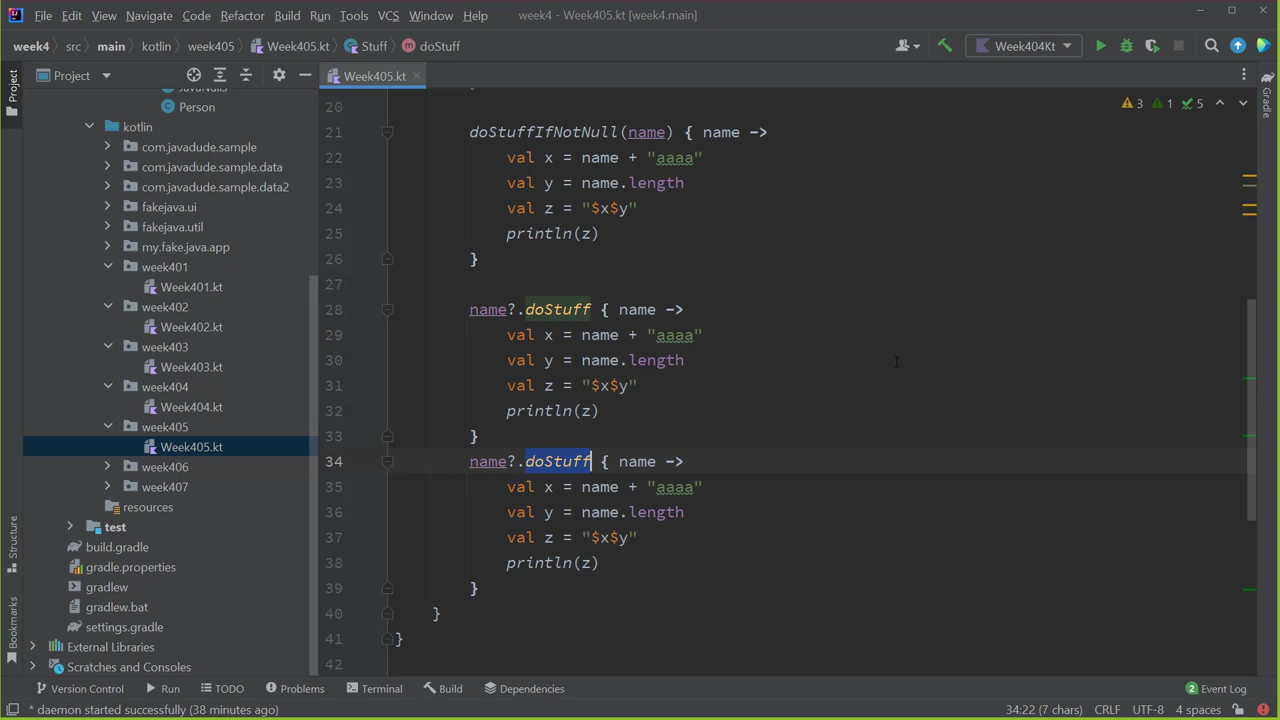 File Edit View Navigate Code Refactor Build Run Tools VCS Window Help week4 - Week405.kt [week4.main]
week4 src main kotlin week405 Week405.kt Stuff doStuff Week404Kt
Project
Week405.kt
Person
kotlin
com.javadude.sample
com.javadude.sample.data
com.javadude.sample.data2
fakejava.ui
fakejava.util
my.fake.java.app
week401
Week401.kt
week402
Week402.kt
week403
Week403.kt
week404
Week404.kt
week405
Week405.kt
week406
week407
resources
test
build.gradle
gradle.properties
gradlew
gradlew.bat
settings.gradle
External Libraries
Scratches and Consoles
Project
Structure
Bookmarks
Gradle
3 1 5
20
21 doStuffIfNotNull(name) { name ->
22 val x = name + "aaaa"
23 val y = name.length
24 val z = "$x$y"
25 println(z)
26 }
27
28 name?.doStuff { name ->
29 val x = name + "aaaa"
30 val y = name.length
31 val z = "$x$y"
32 println(z)
33 }
34 name?.doStuff { name ->
35 val x = name + "aaaa"
36 val y = name.length
37 val z = "$x$y"
38 println(z)
39 }
40 }
41 }
42
Version Control Run TODO Problems Terminal Build Dependencies 2 Event Log
* daemon started successfully (38 minutes ago) 34:22 (7 chars) CRLF UTF-8 4 spaces